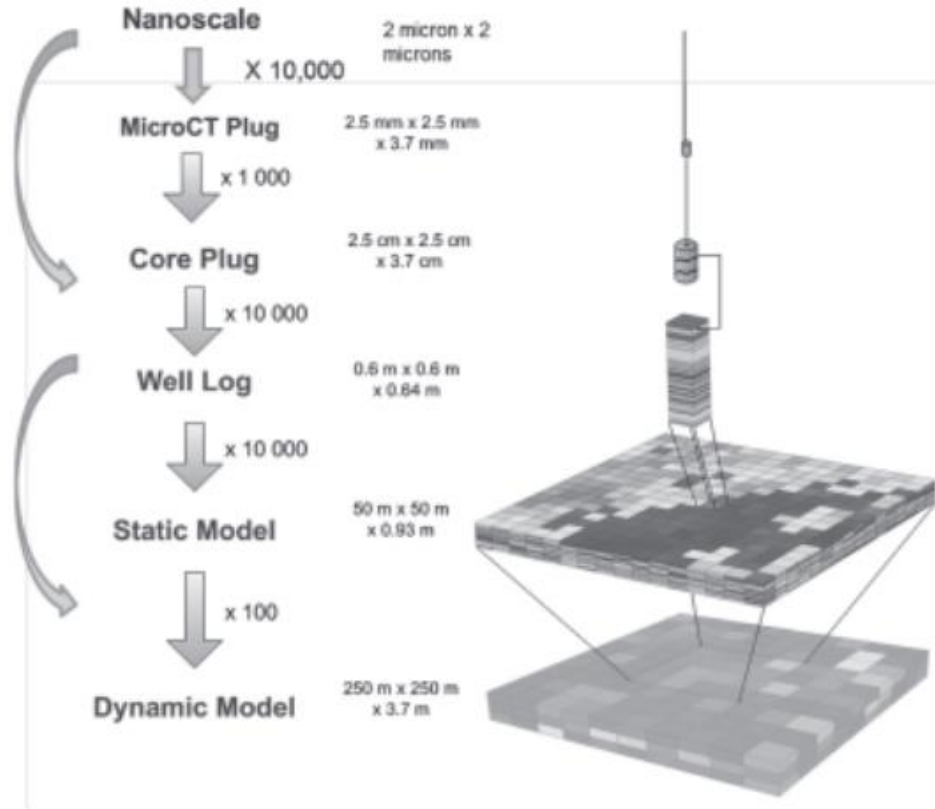 Nanoscale
2 micron x 2
microns
X 10,000
MicroCT Plug
2.5 mm x 2.5 mm
x 3.7 mm
x 1 000
Core Plug
2.5 cm x 2.5 cm
x 3.7 cm
x 10 000
Well Log
0.6 m x 0.6 m
x 0.64 m
x 10 000
Static Model
50 m x 50 m
x 0.93 m
x 100
Dynamic Model
250 m x 250 m
x 3.7 m